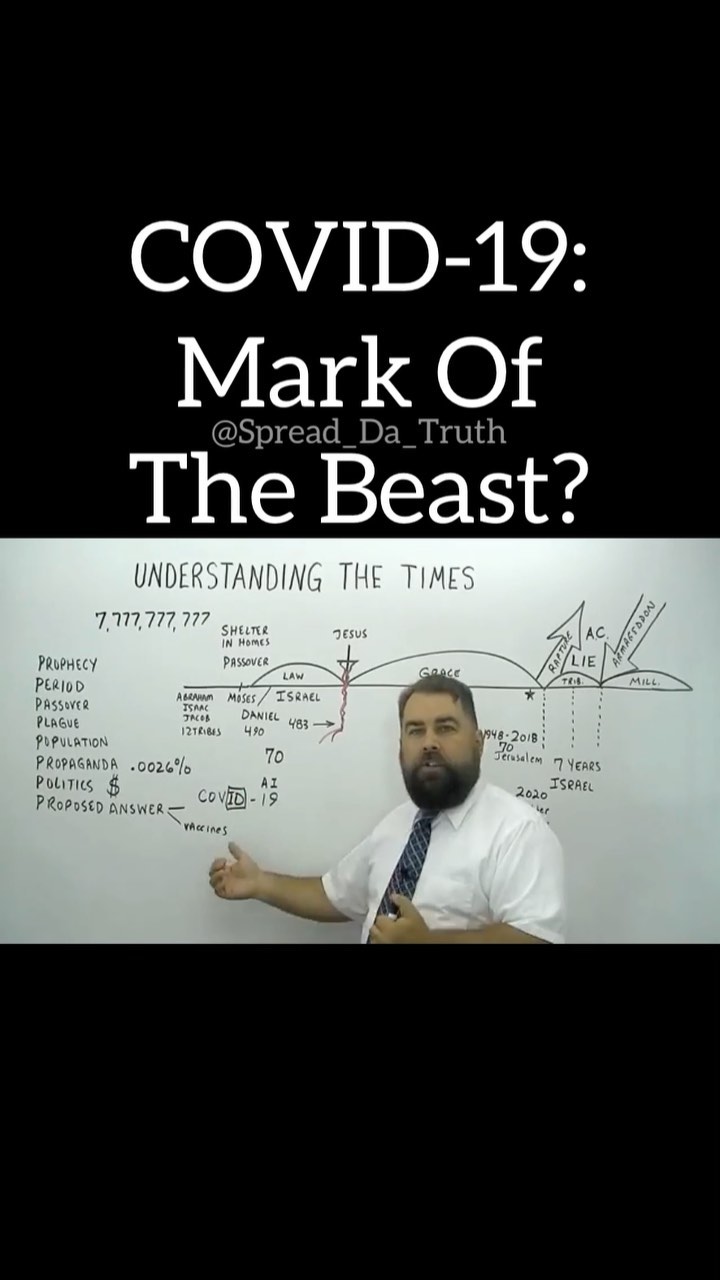 COVID-19:
Mark Of
@Spread_Da_Truth
The Beast?
UNDERSTANDING THE TIMES
7,777,777,777
SHELTER
IN HOMES
PASSOVER
JESUS
LAW
GRACE
RAPTURE
A.C.
LIE
ARMAGEDDON
TRIB.
MILL.
PROPHECY
PERIOD
PASSOVER
PLAGUE
POPULATION
PROPAGANDA .0026%
POLITICS $
PROPOSED ANSWER
VACCINES
ABRAHAM
ISAAC
JACOB
12 TRIBES
MOSES
ISRAEL
DANIEL
490
483
70
AI
COVID-19
1948-2018
70
Jerusalem
7 YEARS
ISRAEL
2020